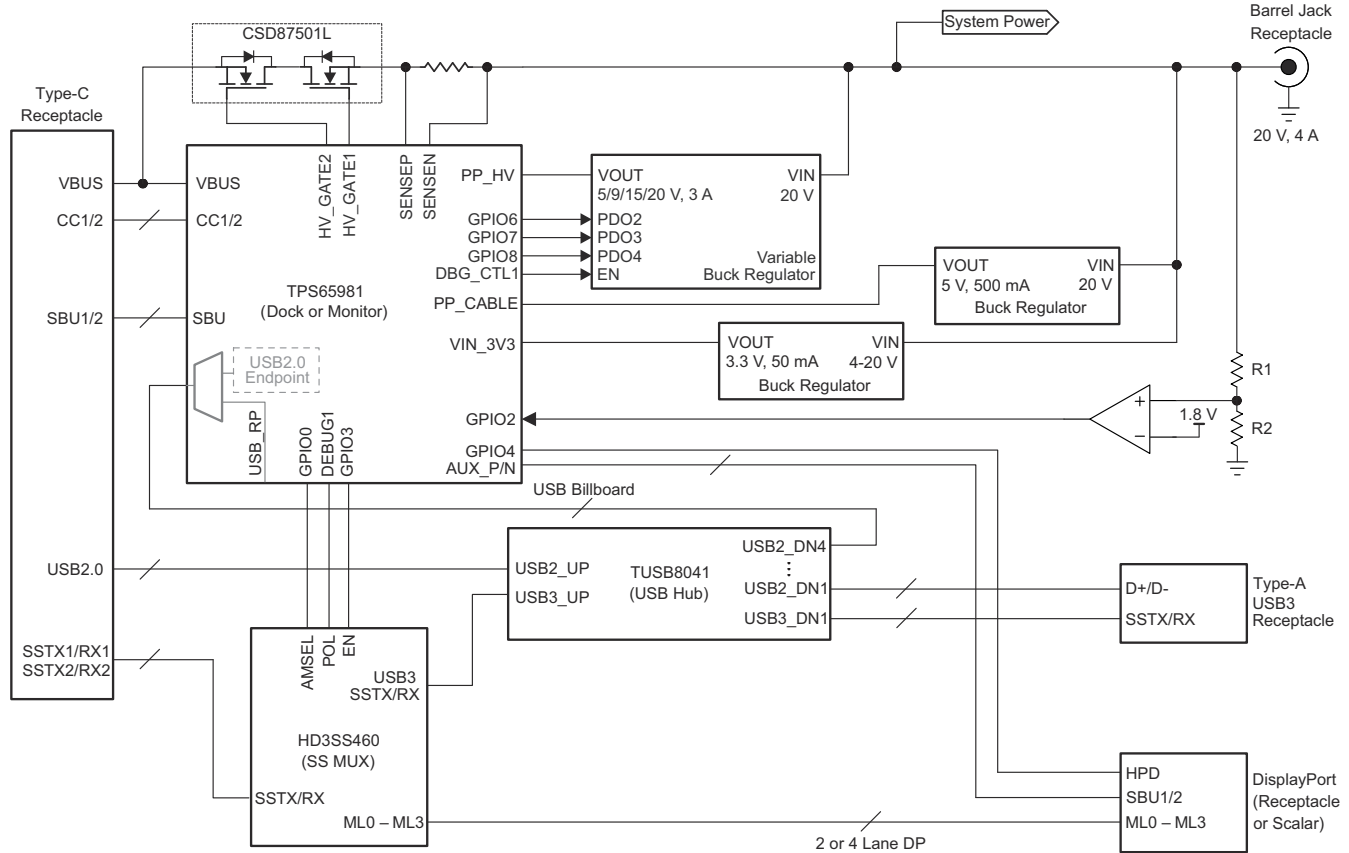 System Power
Barrel Jack
Receptacle
20 V, 4 A
CSD87501L
Type-C
Receptacle
VBUS
CC1/2
SBU1/2
USB2.0
SSTX1/RX1
SSTX2/RX2
VBUS
CC1/2
SBU
HV_GATE2
HV_GATE1
SENSEP
SENSEN
TPS65981
(Dock or Monitor)
USB2.0
Endpoint
USB_RP
GPIO0
DEBUG1
GPIO3
PP_HV
GPIO6
GPIO7
GPIO8
DBG_CTL1
PP_CABLE
VIN_3V3
GPIO2
GPIO4
AUX_P/N
VOUT
VIN
5/9/15/20 V, 3 A
20 V
PDO2
PDO3
PDO4
EN
Variable
Buck Regulator
VOUT
VIN
5 V, 500 mA
20 V
Buck Regulator
VOUT
VIN
3.3 V, 50 mA
4-20 V
Buck Regulator
R1
R2
+
−
1.8 V
USB Billboard
USB2_UP
USB3_UP
TUSB8041
(USB Hub)
USB2_DN4
USB2_DN1
USB3_DN1
D+/D-
SSTX/RX
Type-A
USB3
Receptacle
AMSEL
POL
EN
USB3
SSTX/RX
HD3SS460
(SS MUX)
SSTX/RX
ML0 – ML3
2 or 4 Lane DP
HPD
SBU1/2
ML0 – ML3
DisplayPort
(Receptacle
or Scalar)